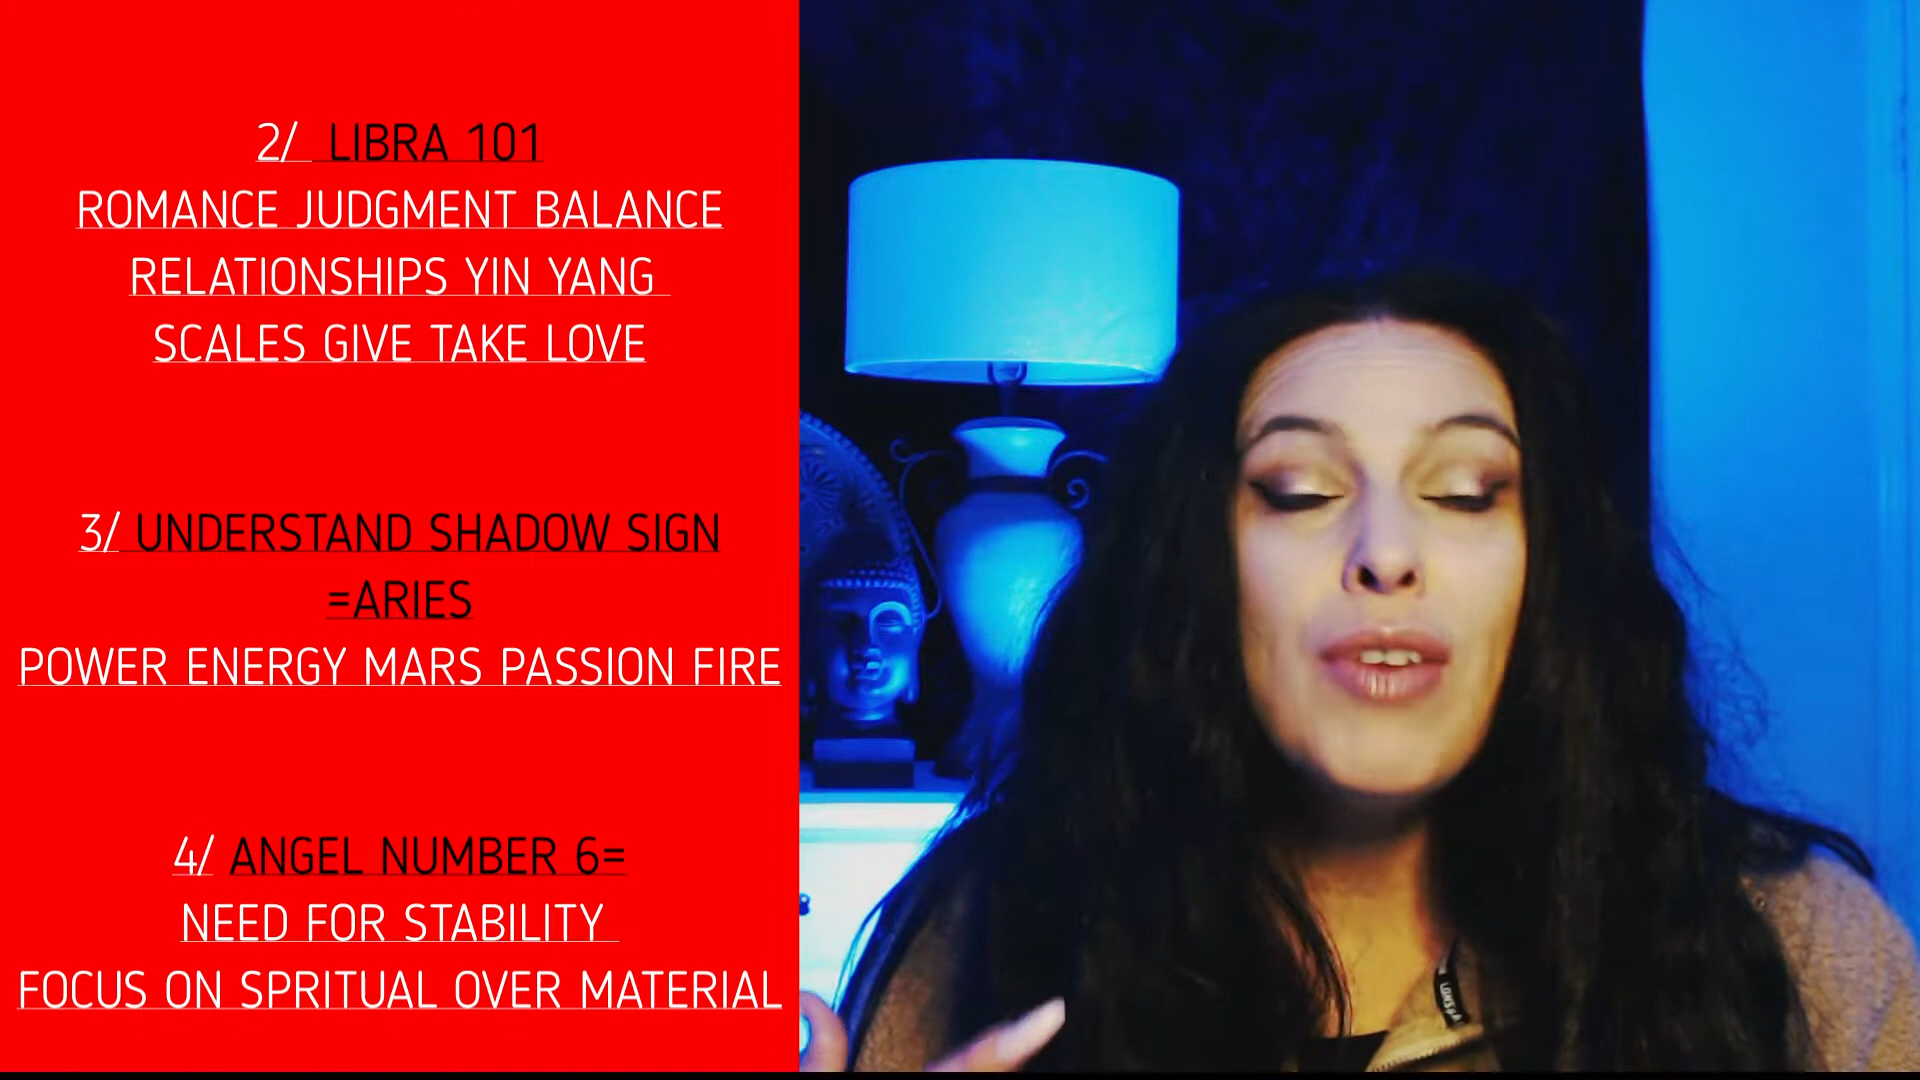 2/ LIBRA 101
ROMANCE JUDGMENT BALANCE
RELATIONSHIPS YIN YANG
SCALES GIVE TAKE LOVE
3/ UNDERSTAND SHADOW SIGN
=ARIES
POWER ENERGY MARS PASSION FIRE
4/ ANGEL NUMBER 6=
NEED FOR STABILITY
FOCUS ON SPRITUAL OVER MATERIAL